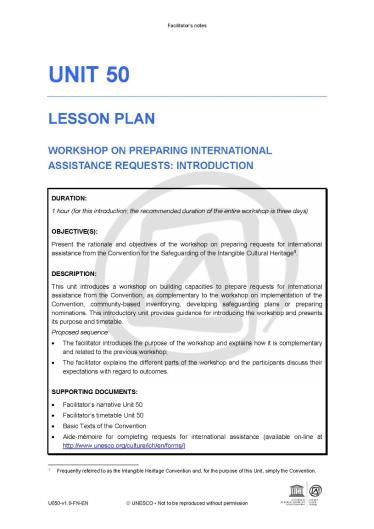 Facilitator's notes
UNIT 50
LESSON PLAN
WORKSHOP ON PREPARING INTERNATIONAL
ASSISTANCE REQUESTS: INTRODUCTION
DURATION:
1 hour (for this introduction; the recommended duration of the entire workshop is three days)
OBJECTIVE(S):
Present the rationale and objectives of the workshop on preparing requests for international
assistance from the Convention for the Safeguarding of the Intangible Cultural Heritage¹.
DESCRIPTION:
This unit introduces a workshop on building capacities to prepare requests for international
assistance from the Convention, as complementary to the workshop on implementation of the
Convention, community-based inventorying, developing safeguarding plans or preparing
nominations. This introductory unit provides guidance for introducing the workshop and presents
its purpose and timetable.
Proposed sequence:
• The facilitator introduces the purpose of the workshop and explains how it is complementary
and related to the previous workshop;
• The facilitator explains the different parts of the workshop and the participants discuss their
expectations with regard to outcomes.
SUPPORTING DOCUMENTS:
• Facilitator's narrative Unit 50
• Facilitator's timetable Unit 50
• Basic Texts of the Convention
• Aide-mémoire for completing requests for international assistance (available on-line at
http://www.unesco.org/culture/ich/en/forms/)
¹ Frequently referred to as the Intangible Heritage Convention and, for the purpose of this Unit, simply the Convention.
U050-v1.0-FN-EN
© UNESCO • Not to be reproduced without permission